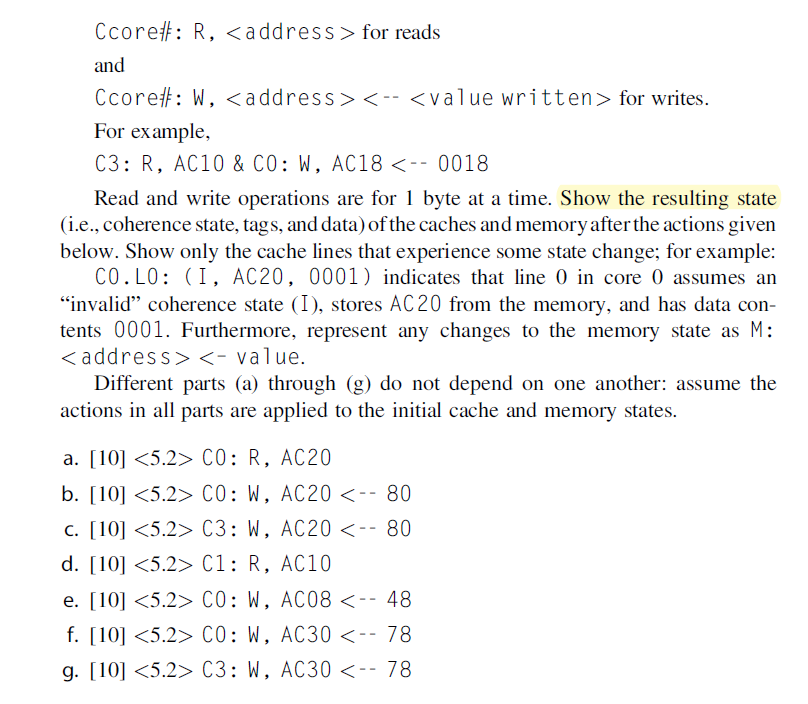 Ccore#: R, <address> for reads
and
Ccore#: W, <address> <-- <value written> for writes.
For example,
C3: R, AC10 & C0: W, AC18 <-- 0018
Read and write operations are for 1 byte at a time. Show the resulting state
(i.e., coherence state, tags, and data) of the caches and memory after the actions given
below. Show only the cache lines that experience some state change; for example:
C0.L0: (I, AC20, 0001) indicates that line 0 in core 0 assumes an
“invalid” coherence state (I), stores AC20 from the memory, and has data con-
tents 0001. Furthermore, represent any changes to the memory state as M:
<address> <- value.
Different parts (a) through (g) do not depend on one another: assume the
actions in all parts are applied to the initial cache and memory states.
a. [10] <5.2> C0: R, AC20
b. [10] <5.2> C0: W, AC20 <-- 80
c. [10] <5.2> C3: W, AC20 <-- 80
d. [10] <5.2> C1: R, AC10
e. [10] <5.2> C0: W, AC08 <-- 48
f. [10] <5.2> C0: W, AC30 <-- 78
g. [10] <5.2> C3: W, AC30 <-- 78